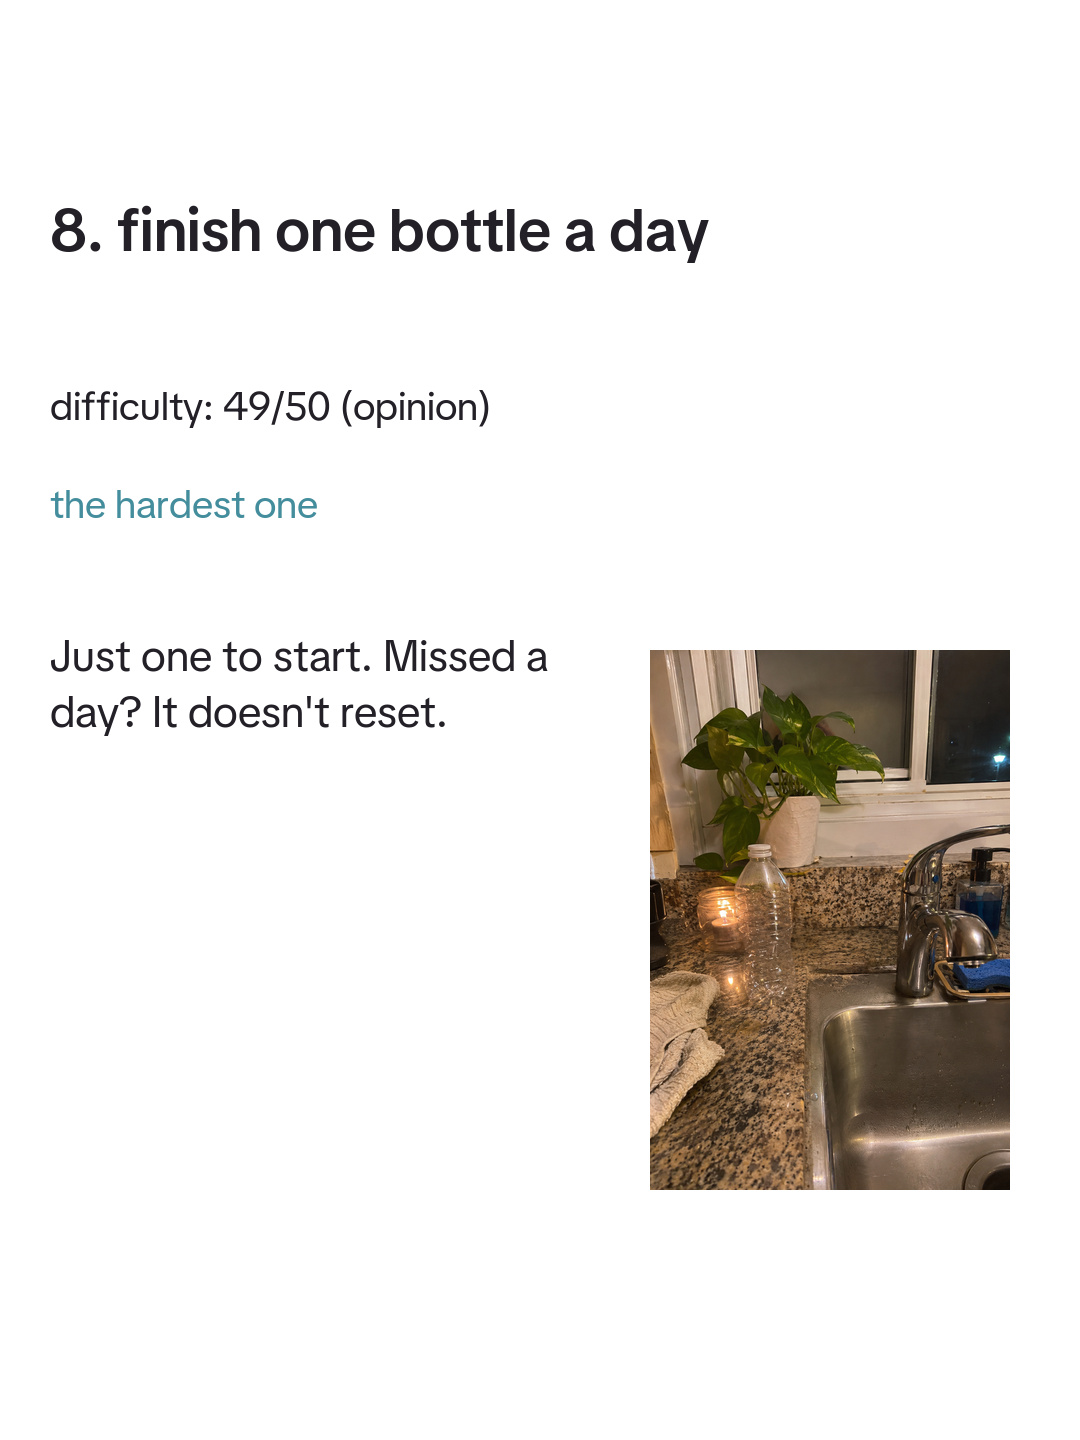 8. finish one bottle a day
difficulty: 49/50 (opinion)
the hardest one
Just one to start. Missed a
day? It doesn't reset.